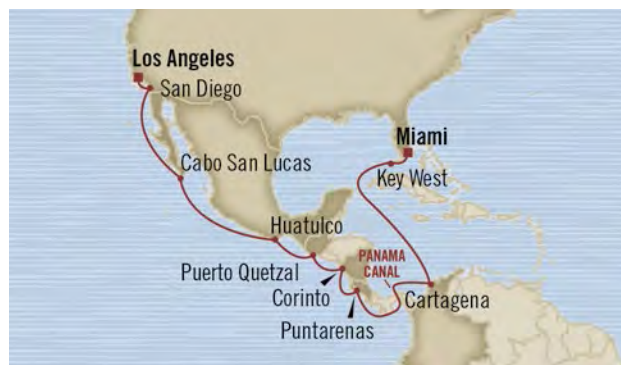 Los Angeles
San Diego
Miami
Cabo San Lucas
Key West
Huatulco
PANAMA
CANAL
Puerto Quetzal
Corinto
Cartagena
Puntarenas